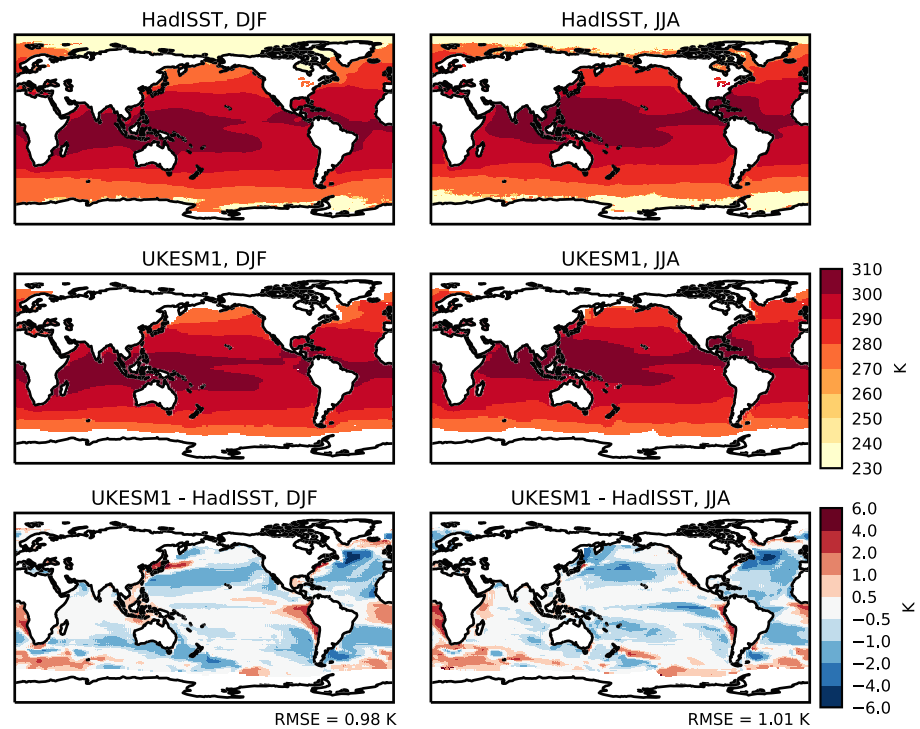 HadISST, DJF
HadISST, JJA
UKESM1, DJF
UKESM1, JJA
310
300
290
280
270
260
250
240
230
K
UKESM1 - HadISST, DJF
UKESM1 - HadISST, JJA
6.0
4.0
2.0
1.0
0.5
−0.5
−1.0
−2.0
−4.0
−6.0
K
RMSE = 0.98 K
RMSE = 1.01 K